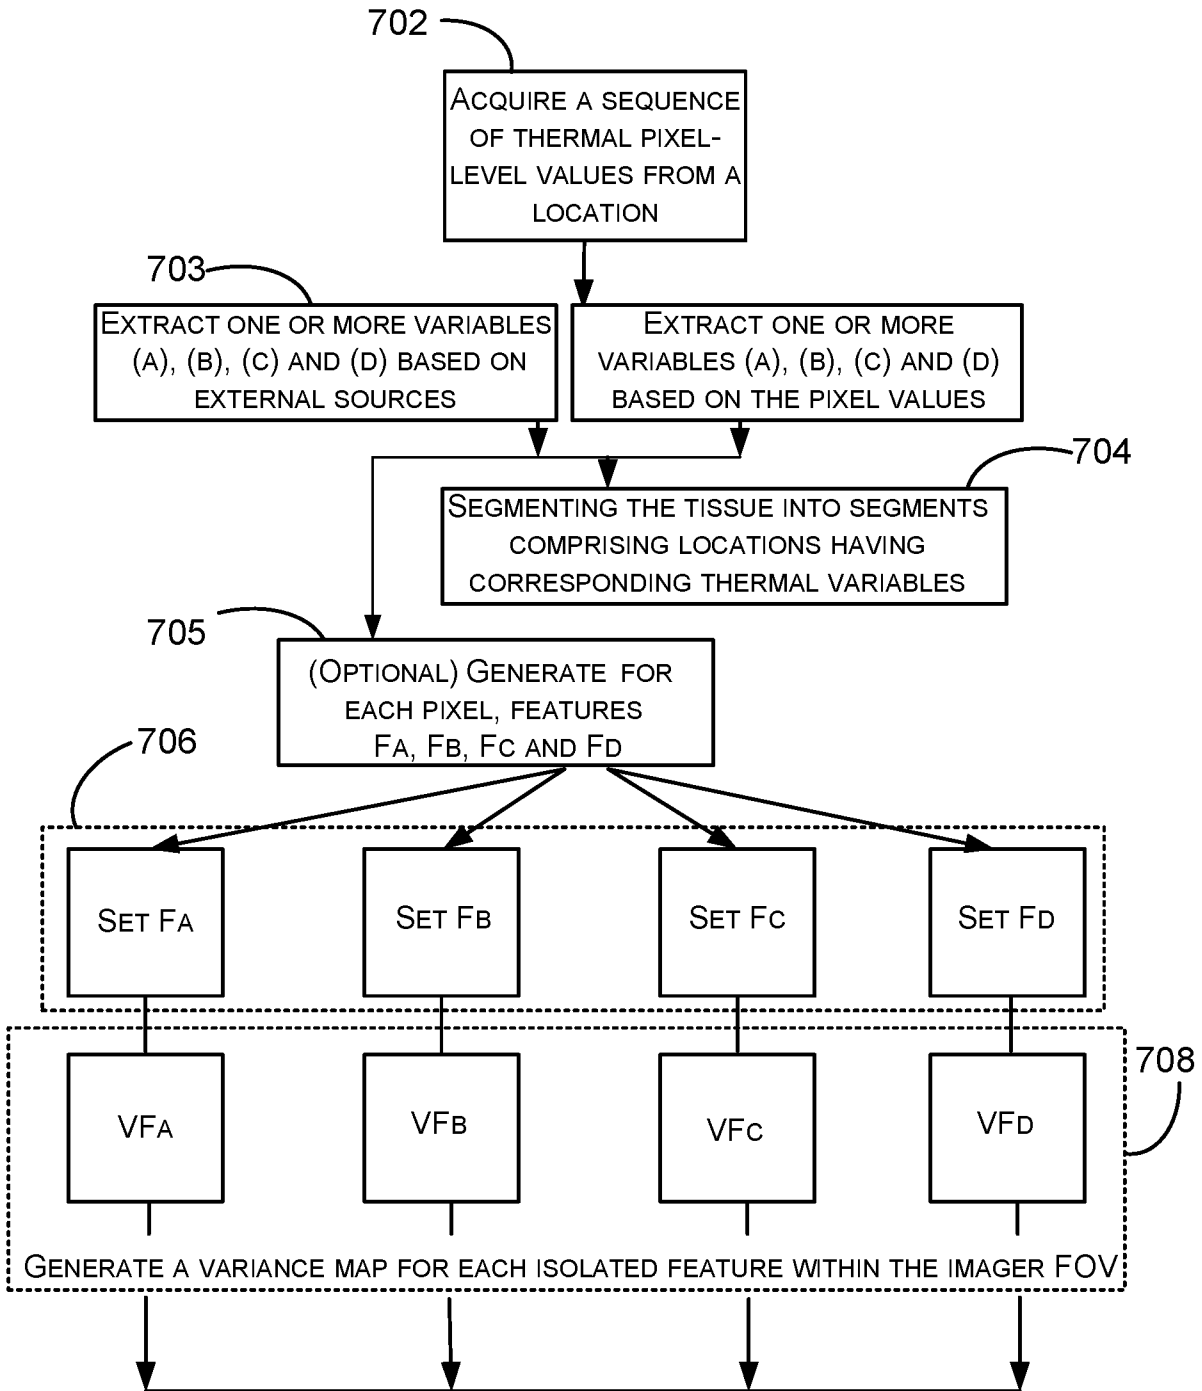 702
ACQUIRE A SEQUENCE
OF THERMAL PIXEL-
LEVEL VALUES FROM A
LOCATION
703
EXTRACT ONE OR MORE VARIABLES
(A), (B), (C) AND (D) BASED ON
EXTERNAL SOURCES
EXTRACT ONE OR MORE
VARIABLES (A), (B), (C) AND (D)
BASED ON THE PIXEL VALUES
704
SEGMENTING THE TISSUE INTO SEGMENTS
COMPRISING LOCATIONS HAVING
CORRESPONDING THERMAL VARIABLES
705
(OPTIONAL) GENERATE FOR
EACH PIXEL, FEATURES
FA, FB, FC AND FD
706
SET FA
SET FB
SET FC
SET FD
708
VFA
VFB
VFC
VFD
GENERATE A VARIANCE MAP FOR EACH ISOLATED FEATURE WITHIN THE IMAGER FOV